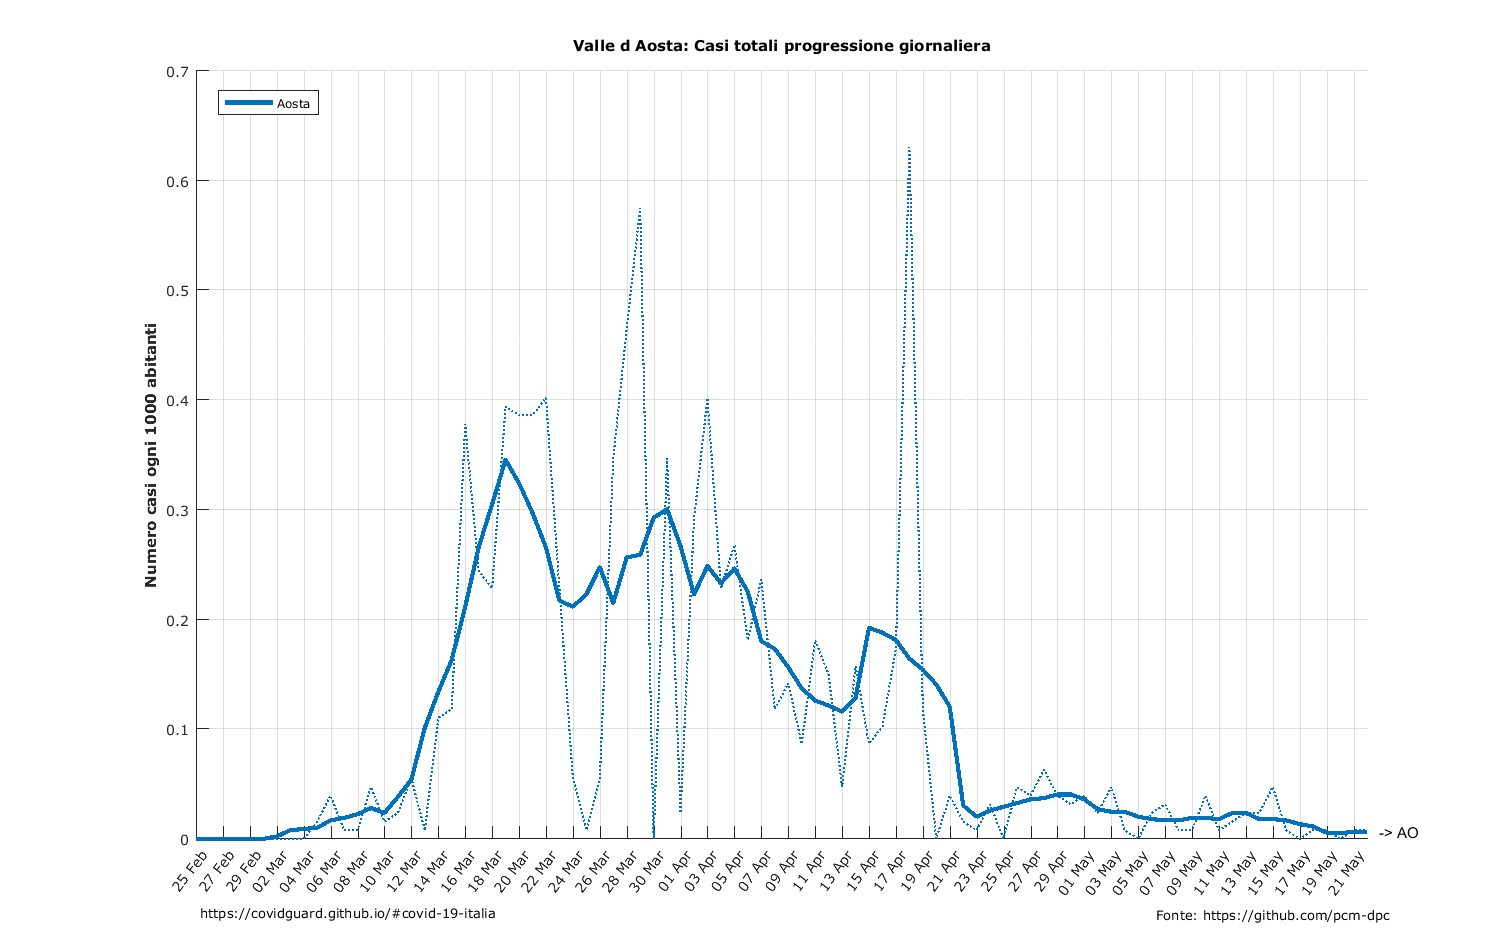 Valle d Aosta: Casi totali progressione giornaliera
Aosta
Numero casi ogni 1000 abitanti
0.7
0.6
0.5
0.4
0.3
0.2
0.1
0
25 Feb
27 Feb
29 Feb
02 Mar
04 Mar
06 Mar
08 Mar
10 Mar
12 Mar
14 Mar
16 Mar
18 Mar
20 Mar
22 Mar
24 Mar
26 Mar
28 Mar
30 Mar
01 Apr
03 Apr
05 Apr
07 Apr
09 Apr
11 Apr
13 Apr
15 Apr
17 Apr
19 Apr
21 Apr
23 Apr
25 Apr
27 Apr
29 Apr
01 May
03 May
05 May
07 May
09 May
11 May
13 May
15 May
17 May
19 May
21 May
-> AO
https://covidguard.github.io/#covid-19-italia
Fonte: https://github.com/pcm-dpc